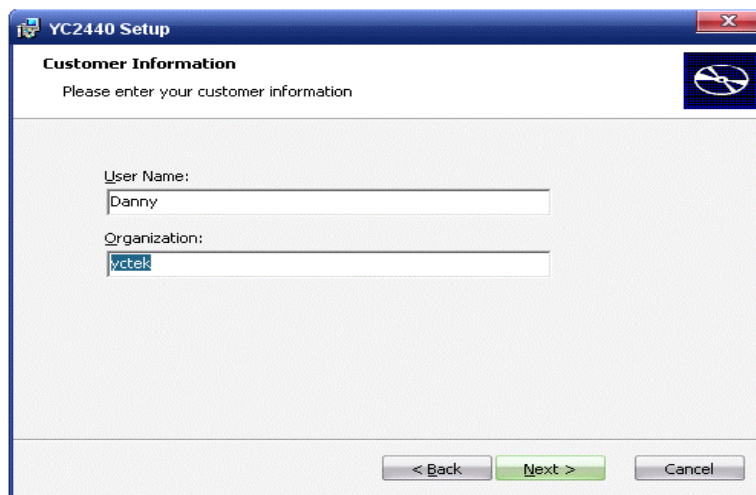 YC2440 Setup
Customer Information
Please enter your customer information
User Name:
Danny
Organization:
yctek
< Back Next > Cancel